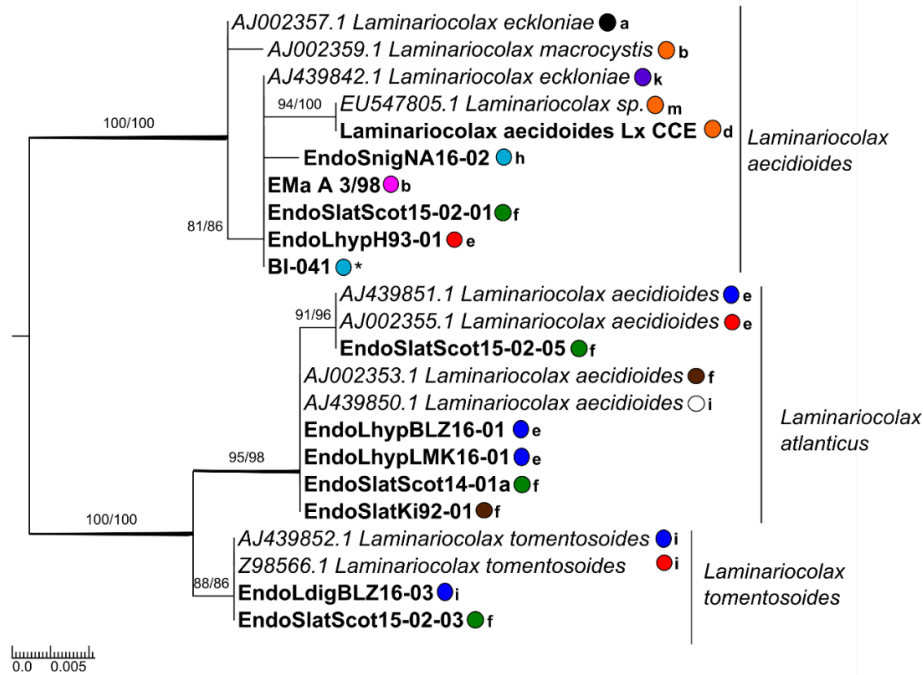 AJ002357.1 Laminariocolax eckloniae a
AJ002359.1 Laminariocolax macrocystis b
AJ439842.1 Laminariocolax eckloniae k
94/100
EU547805.1 Laminariocolax sp. m
100/100
Laminariocolax aecidoides Lx CCE d
Laminariocolax
aecidioides
EndoSnigNA16-02 h
EMa A 3/98 b
EndoSlatScot15-02-01 f
81/86
EndoLhypH93-01 e
BI-041 *
AJ439851.1 Laminariocolax aecidioides e
91/96
AJ002355.1 Laminariocolax aecidioides e
EndoSlatScot15-02-05 f
AJ002353.1 Laminariocolax aecidioides f
AJ439850.1 Laminariocolax aecidioides i
Laminariocolax
atlanticus
EndoLhypBLZ16-01 e
95/98
EndoLhypLMK16-01 e
EndoSlatScot14-01a f
EndoSlatKi92-01 f
100/100
AJ439852.1 Laminariocolax tomentosoides i
Z98566.1 Laminariocolax tomentosoides i
Laminariocolax
tomentosoides
88/86
EndoLdigBLZ16-03 i
EndoSlatScot15-02-03 f
0.0 0.005